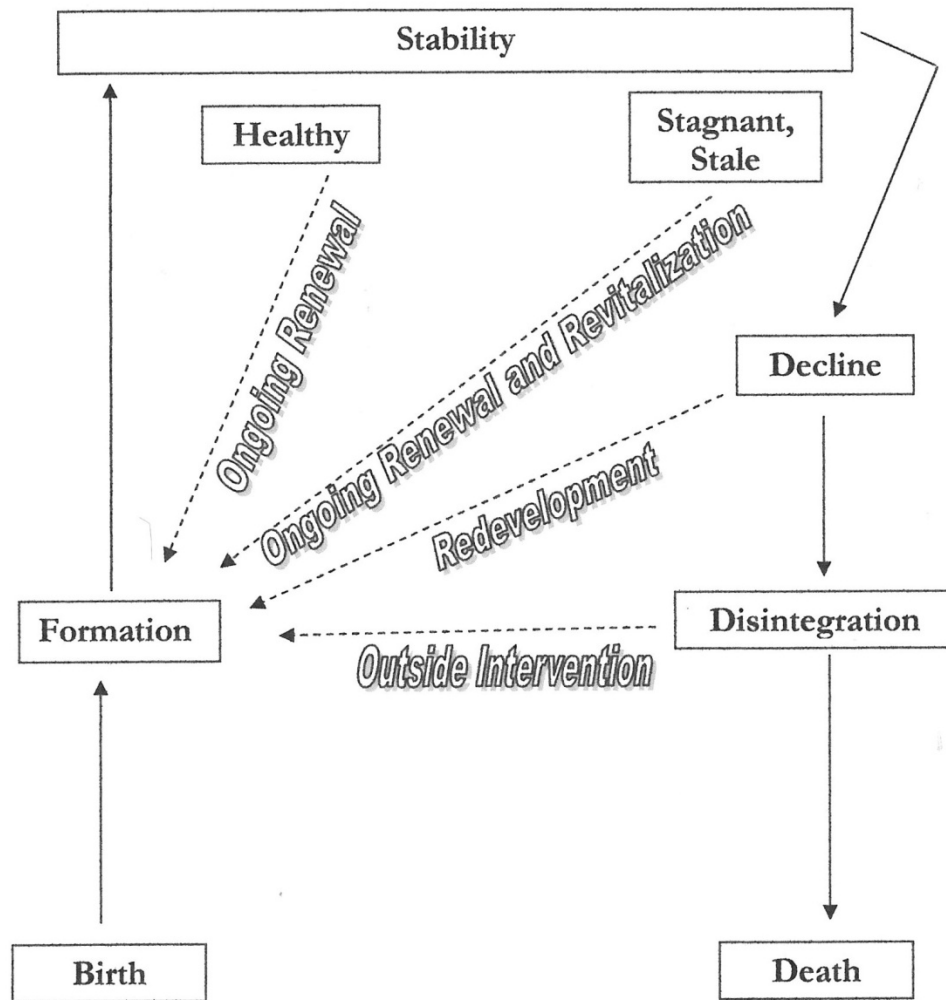 Stability
Healthy
Stagnant,
Stale
Ongoing Renewal
Ongoing Renewal and Revitalization
Decline
Redevelopment
Formation
Disintegration
Outside Intervention
Birth
Death